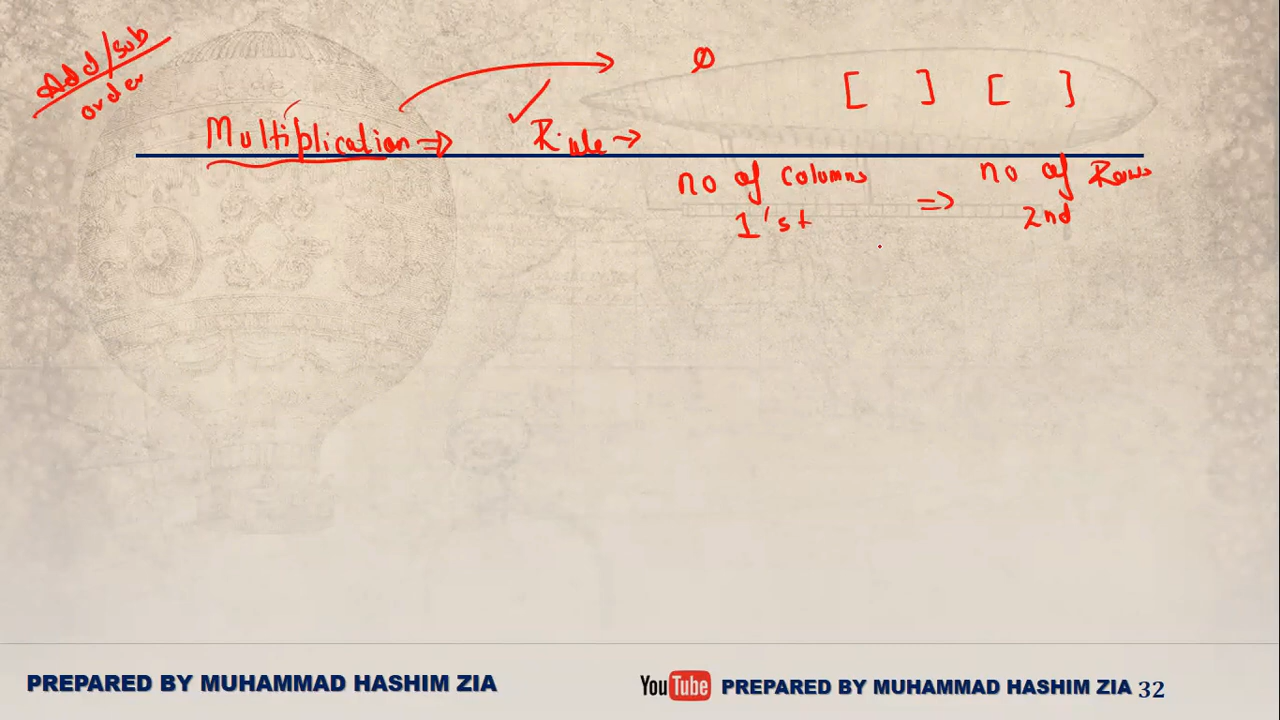 Add/sub
order
Multiplication ⇒ Rule →
[ ] [ ]
no of columns ⇒ no of Rows
1'st 2nd
PREPARED BY MUHAMMAD HASHIM ZIA
YouTube PREPARED BY MUHAMMAD HASHIM ZIA 32